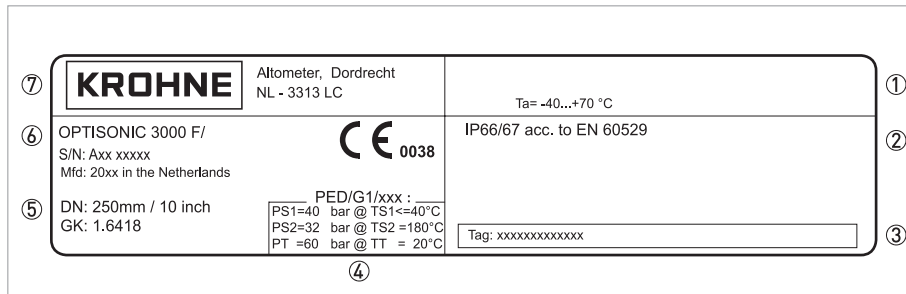 ⑦ KROHNE Altometer, Dordrecht
NL - 3313 LC
Ta= -40...+70 °C ①
⑥ OPTISONIC 3000 F/
S/N: Axx xxxxx
Mfd: 20xx in the Netherlands
CE 0038
IP66/67 acc. to EN 60529 ②
⑤ DN: 250mm / 10 inch
GK: 1.6418
PED/G1/xxx :
PS1=40 bar @ TS1<=40°C
PS2=32 bar @ TS2 =180°C
PT =60 bar @ TT = 20°C
④
Tag: xxxxxxxxxxxxx ③